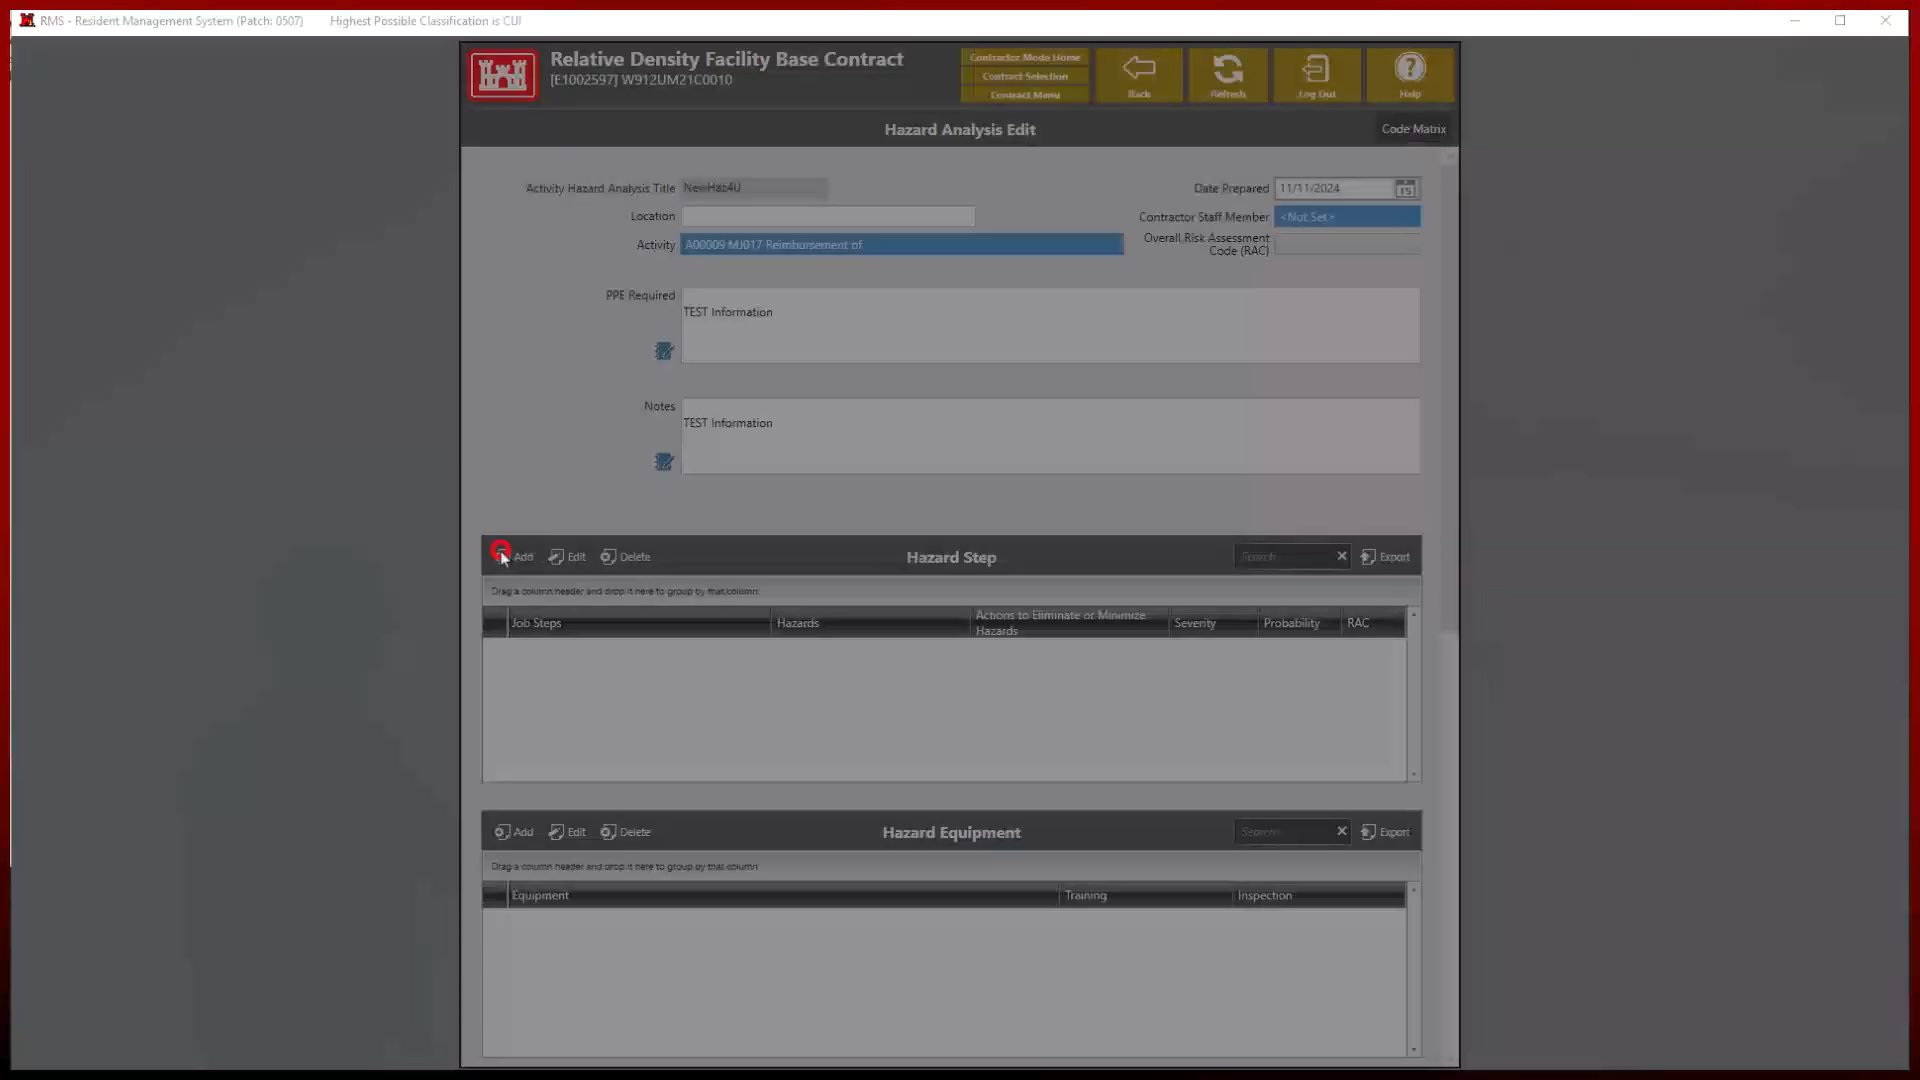 RMS - Resident Management System (Patch: 0507) Highest Possible Classification is CUI
Relative Density Facility Base Contract
[E1002597] W912UM21C0010
Contractor Mode Home
Contract Selection
Contract Menu
Back
Refresh
Log Out
Help
Hazard Analysis Edit
Code Matrix
Activity Hazard Analysis Title NewHaz4U
Date Prepared 11/11/2024
15
Location
Contractor Staff Member <Not Set>
Activity A00009 MJ017 Reimbursement of
Overall Risk Assessment
Code (RAC)
PPE Required
TEST Information
Notes
TEST Information
Add Edit Delete Hazard Step Search Export
Drag a column header and drop it here to group by that column
Job Steps Hazards Actions to Eliminate or Minimize
Hazards Severity Probability RAC
Add Edit Delete Hazard Equipment Search Export
Drag a column header and drop it here to group by that column
Equipment Training Inspection